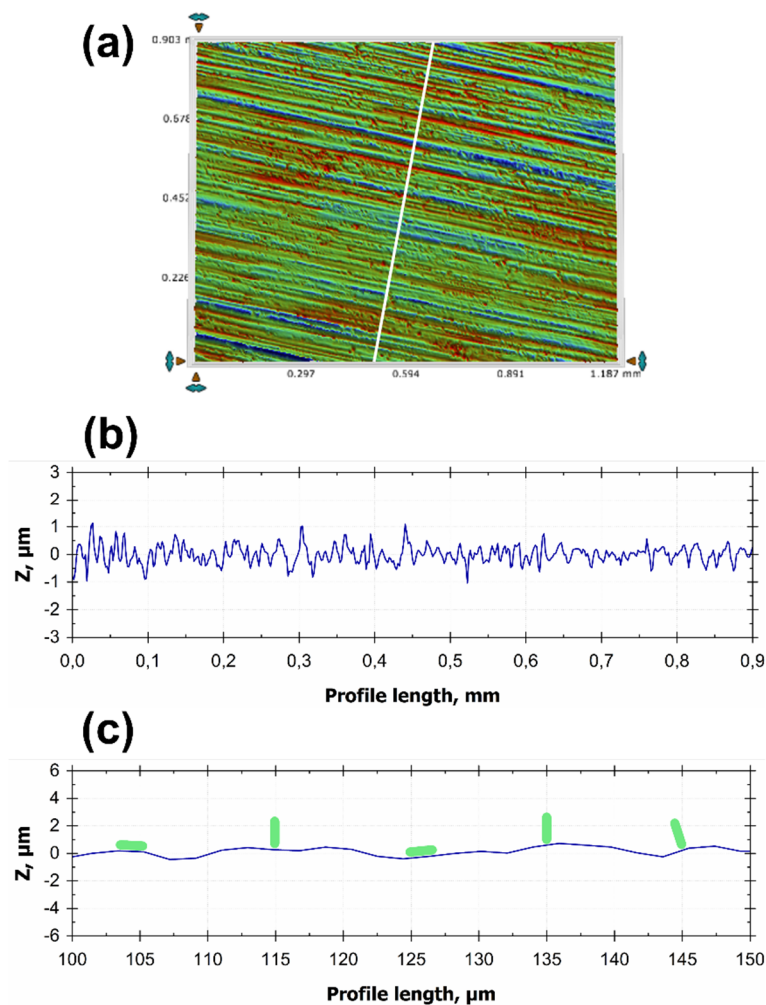 (a)
0.903 m
0.678
0.452
0.226
0.297 0.594 0.891 1.187 mm
(b)
Z, µm
3
2
1
0
-1
-2
-3
0,0 0,1 0,2 0,3 0,4 0,5 0,6 0,7 0,8 0,9
Profile length, mm
(c)
Z, µm
6
4
2
0
-2
-4
-6
100 105 110 115 120 125 130 135 140 145 150
Profile length, µm